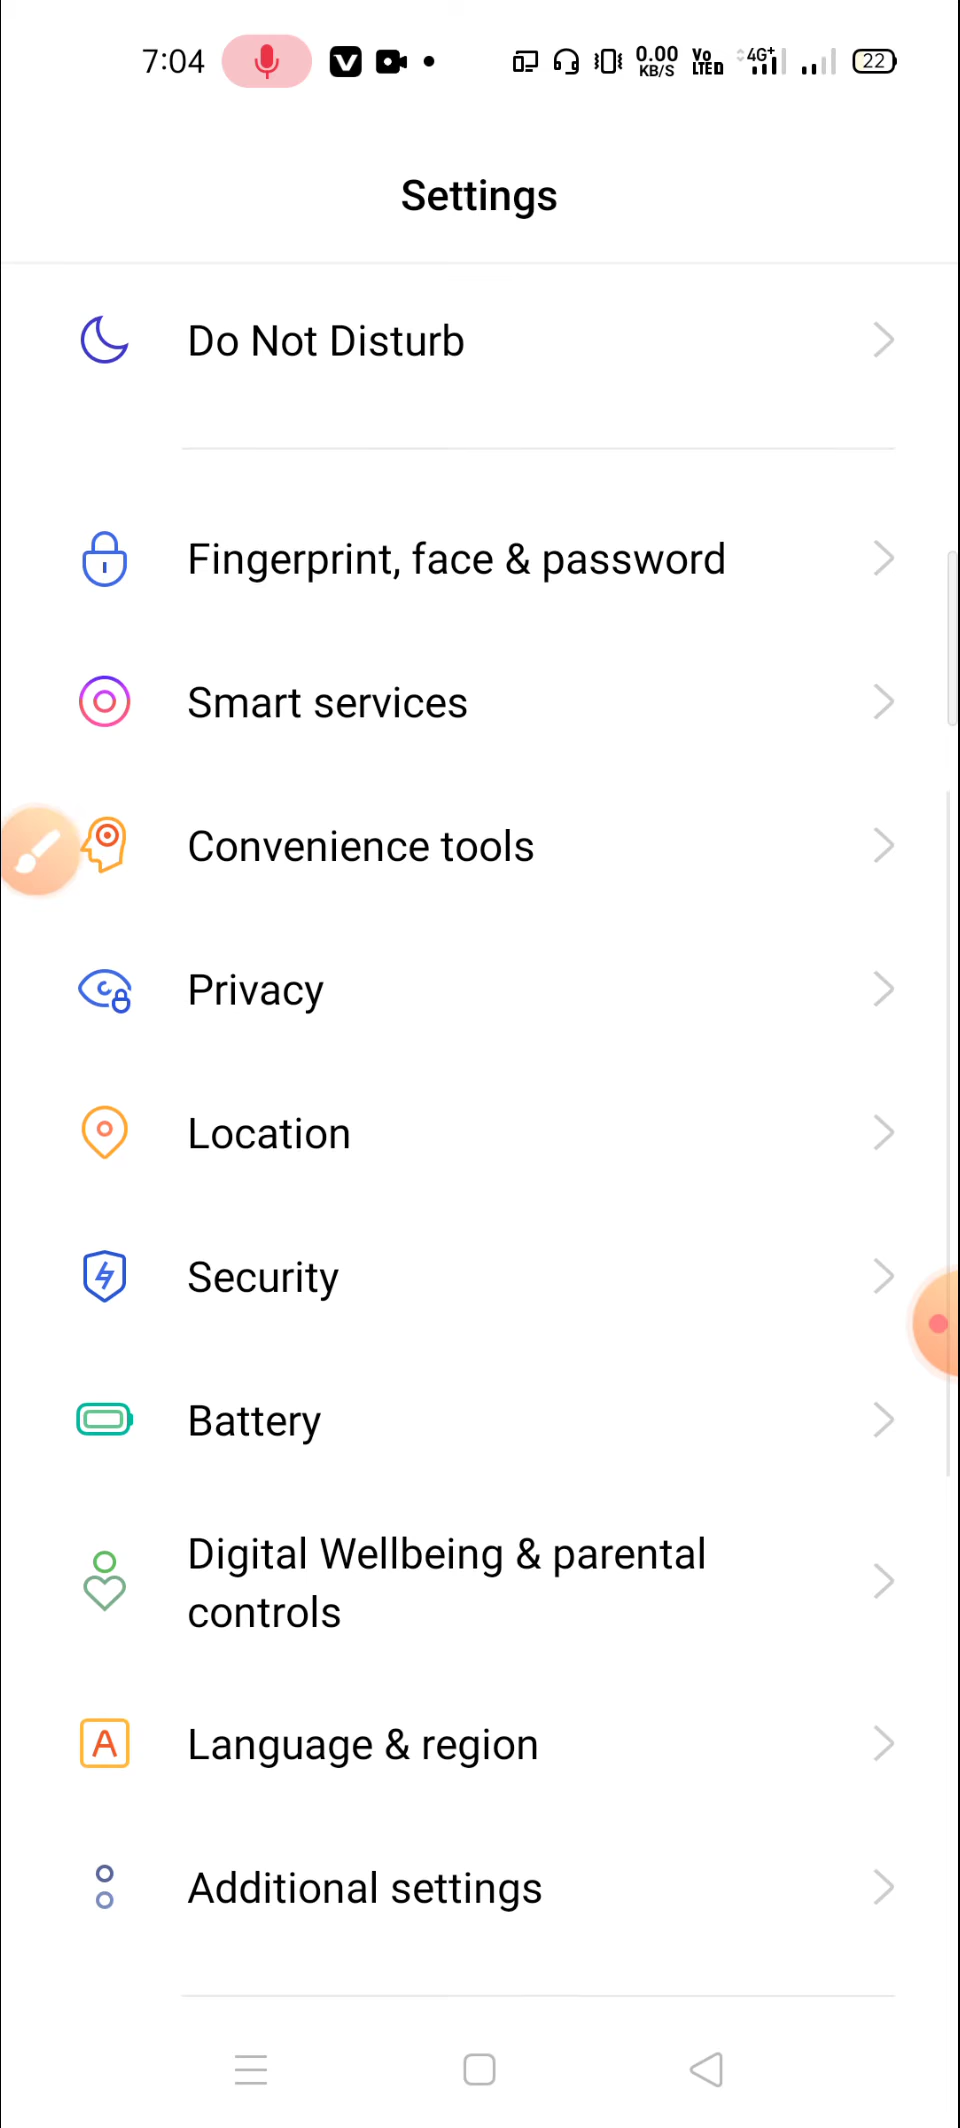 7:04 0.00 KB/S Vo LTE D 4G+ 22
Settings
Do Not Disturb
Fingerprint, face & password
Smart services
Convenience tools
Privacy
Location
Security
Battery
Digital Wellbeing & parental
controls
A Language & region
Additional settings